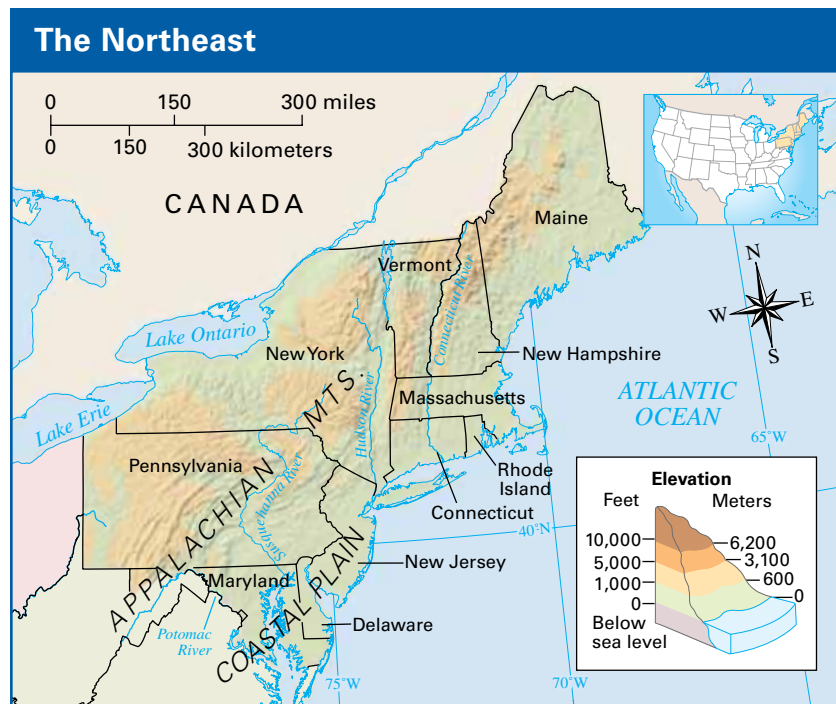 The Northeast
0 150 300 miles
0 150 300 kilometers
CANADA
Maine
Vermont
Connecticut River
N
W E
S
Lake Ontario
New York
New Hampshire
MTS.
Massachusetts
ATLANTIC
OCEAN
Lake Erie
Hudson River
65°W
Pennsylvania
Susquehanna River
Rhode
Island
Connecticut
40°N
APPALACHIAN
New Jersey
Maryland
COASTAL PLAIN
Potomac
River
Delaware
75°W
70°W
Elevation
Feet Meters
10,000 6,200
5,000 3,100
1,000 600
0 0
Below
sea level